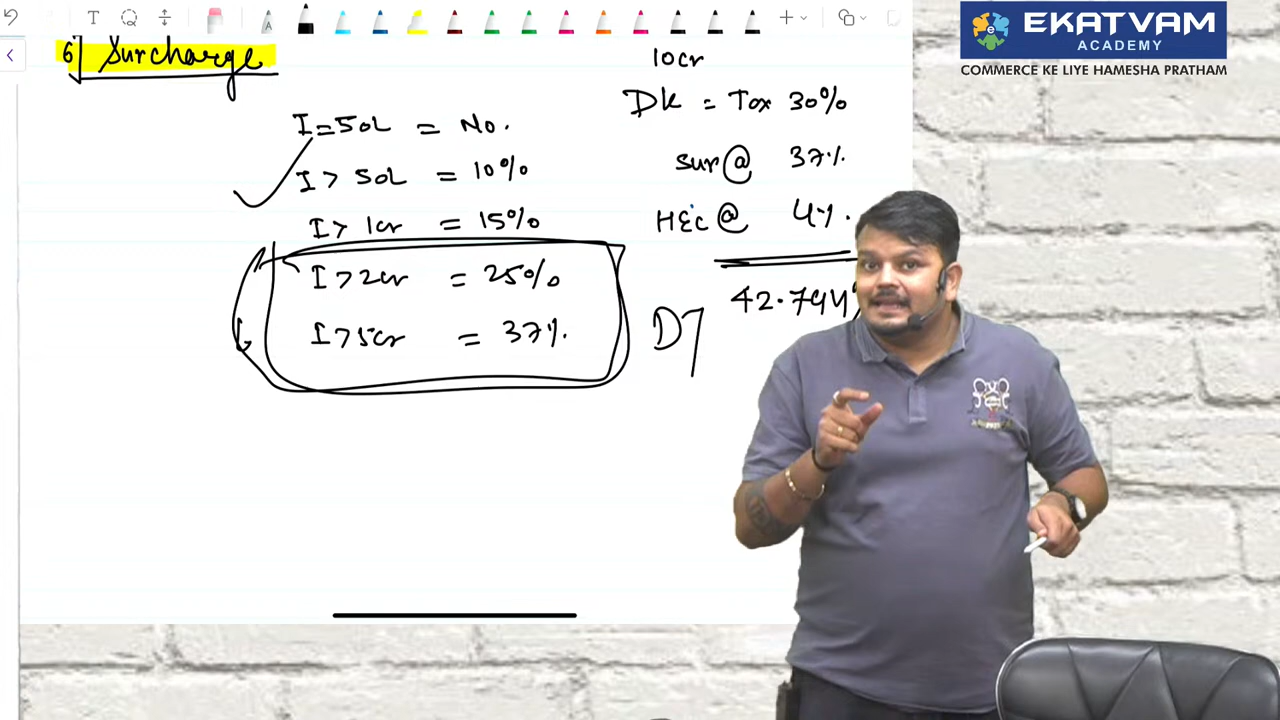 6] Surcharge
I=50L = No.
I > 50L = 10%
I > 1cr = 15%
I > 2cr = 25%
I > 5cr = 37%.
10cr
DK = Tax 30%
Sur@ 37%
HEC @ 4%.
42.744%
D7
EKATVAM
ACADEMY
COMMERCE KE LIYE HAMESHA PRATHAM